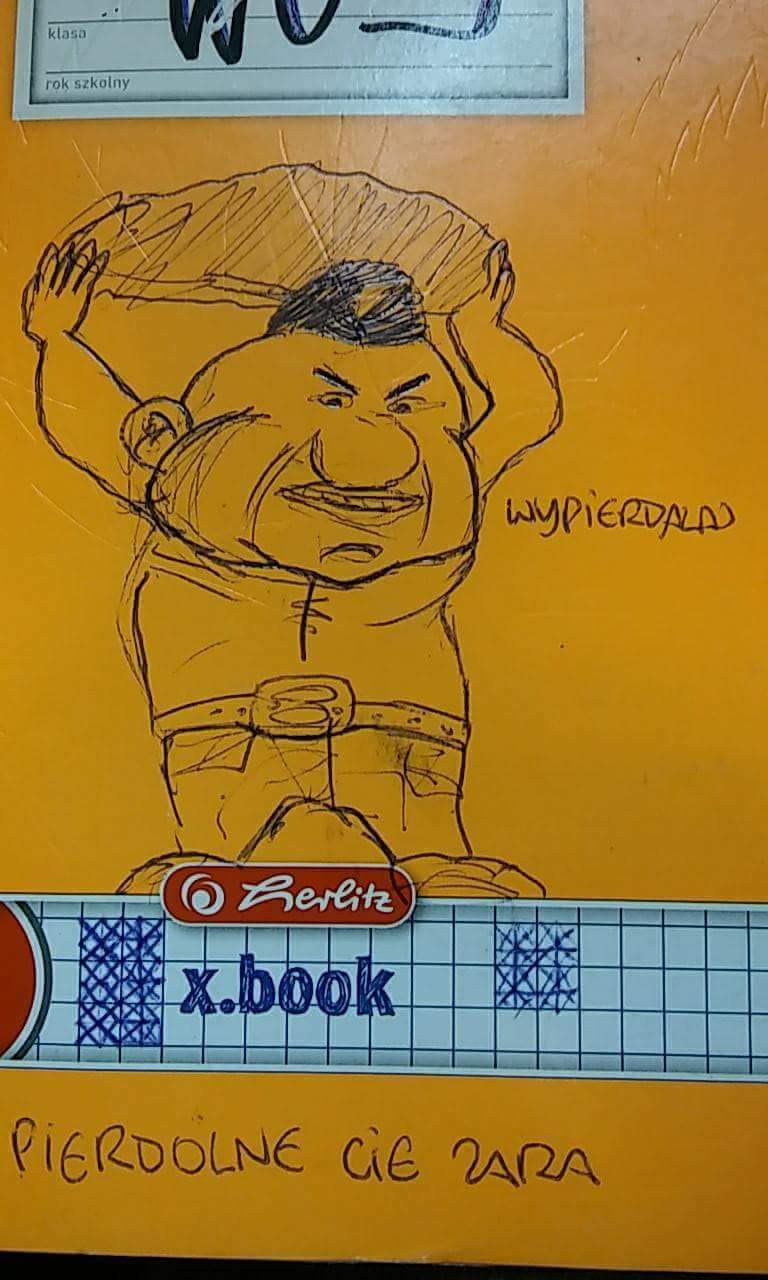 klasa
rok szkolny
WYPIERDALAJ
Herlitz
x.book
PIERDOLNE CIE ZARA